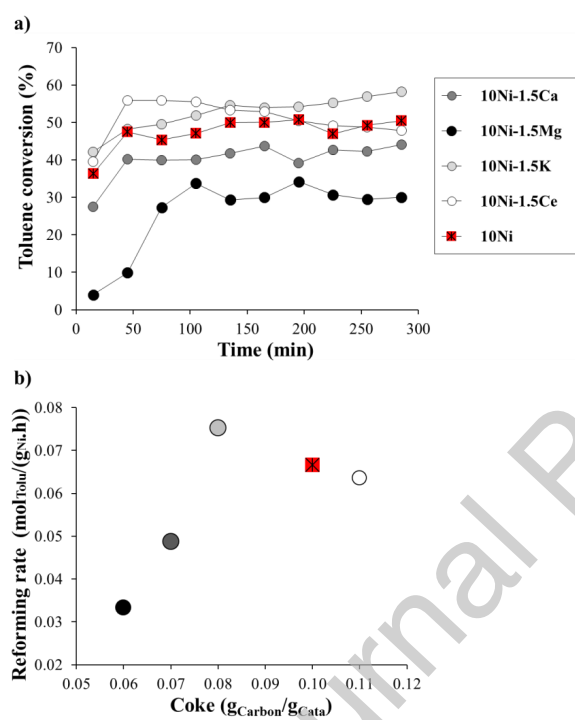 a)
Toluene conversion (%)
70
60
50
40
30
20
10
0
0 50 100 150 200 250 300
Time (min)
10Ni-1.5Ca
10Ni-1.5Mg
10Ni-1.5K
10Ni-1.5Ce
10Ni
b)
Reforming rate (molTolu/(gNi.h))
0.08
0.07
0.06
0.05
0.04
0.03
0.02
0.05 0.06 0.07 0.08 0.09 0.10 0.11 0.12
Coke (gCarbon/gCata)
urnal P